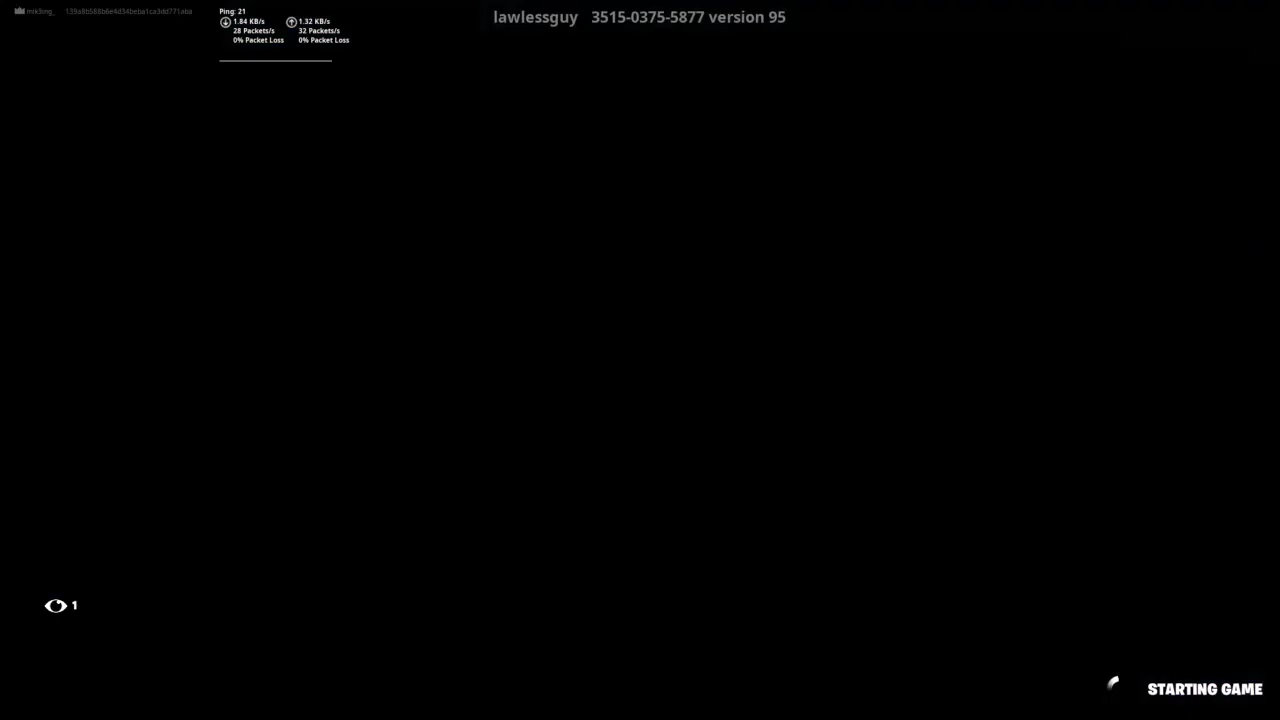 Ping: 21
1.84 KB/s 1.32 KB/s
28 Packets/s 32 Packets/s
0% Packet Loss 0% Packet Loss
lawlessguy 3515-0375-5877 version 95
1
STARTING GAME